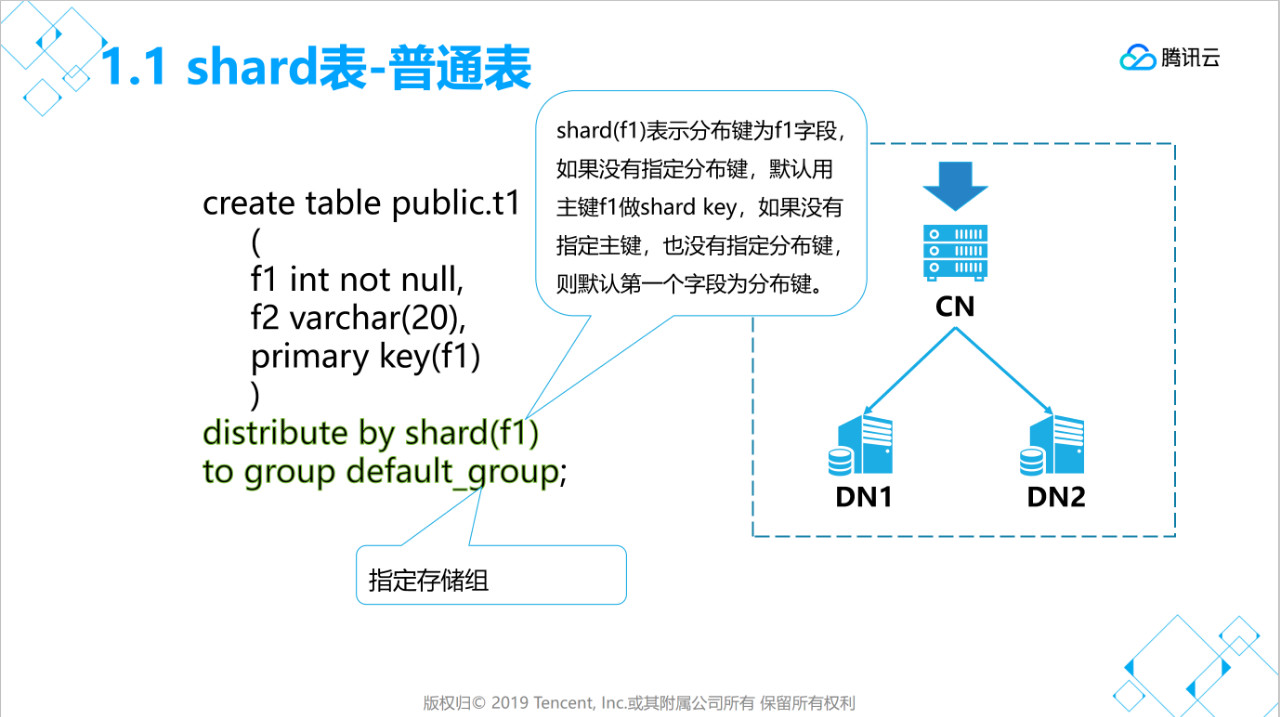 1.1 shard表-普通表
腾讯云
shard(f1)表示分布键为f1字段，
如果没有指定分布键，默认用
主键f1做shard key，如果没有
指定主键，也没有指定分布键，
则默认第一个字段为分布键。
create table public.t1
(
f1 int not null,
f2 varchar(20),
primary key(f1)
)
distribute by shard(f1)
to group default_group;
指定存储组
CN
DN1
DN2
版权归© 2019 Tencent, Inc.或其附属公司所有 保留所有权利